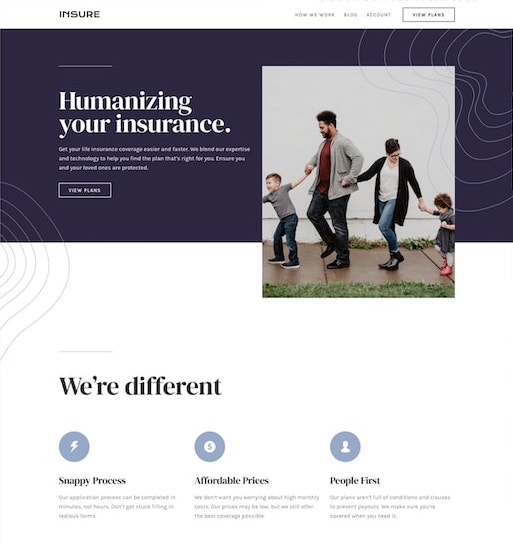 INSURE
HOW WE WORK BLOG ACCOUNT VIEW PLANS
Humanizing
your insurance.
Get your life insurance coverage easier and faster. We blend our expertise
and technology to help you find the plan that's right for you. Ensure you
and your loved ones are protected.
VIEW PLANS
We're different
Snappy Process
Our application process can be completed in
minutes, not hours. Don't get stuck filling in
tedious forms.
Affordable Prices
We don't want you worrying about high monthly
costs. Our prices may be low, but we still offer
the best coverage possible.
People First
Our plans aren't full of conditions and clauses
to prevent payouts. We make sure you're
covered when you need it.